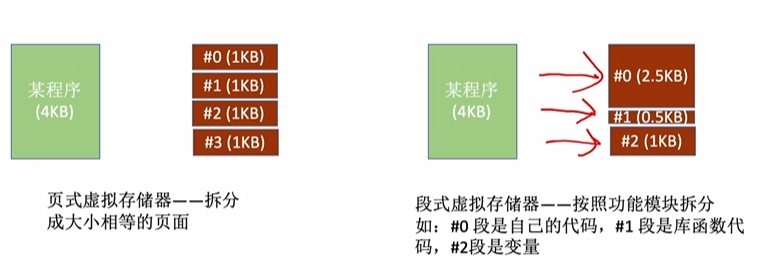 某程序
(4KB)
#0 (1KB)
#1 (1KB)
#2 (1KB)
#3 (1KB)
页式虚拟存储器——拆分
成大小相等的页面
某程序
(4KB)
#0 (2.5KB)
#1 (0.5KB)
#2 (1KB)
段式虚拟存储器——按照功能模块拆分
如：#0 段是自己的代码，#1 段是库函数代
码，#2段是变量